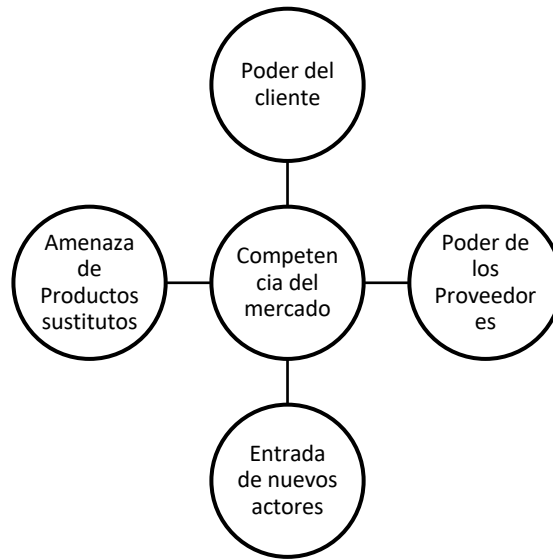 Poder del
cliente
Amenaza
de
Productos
sustitutos
Competen
cia del
mercado
Poder de
los
Proveedor
es
Entrada
de nuevos
actores